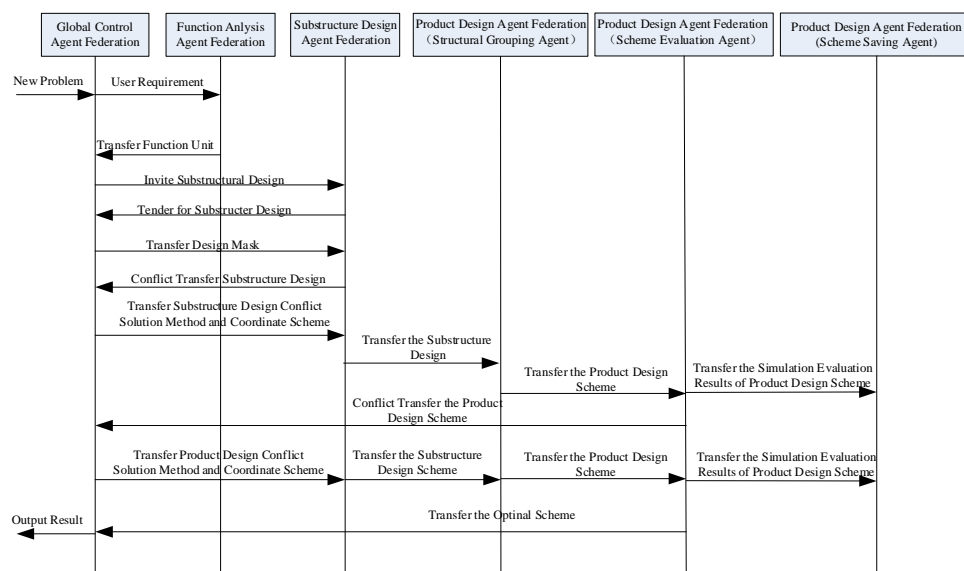 Global Control
Agent Federation
Function Anlysis
Agent Federation
Substructure Design
Agent Federation
Product Design Agent Federation
（Structural Grouping Agent）
Product Design Agent Federation
（Scheme Evaluation Agent）
Product Design Agent Federation
(Scheme Saving Agent)
New Problem
User Requirement
Transfer Function Unit
Invite Substructural Design
Tender for Substructer Design
Transfer Design Mask
Conflict Transfer Substructure Design
Transfer Substructure Design Conflict
Solution Method and Coordinate Scheme
Transfer the Substructure
Design
Transfer the Product Design
Scheme
Transfer the Simulation Evaluation
Results of Product Design Scheme
Conflict Transfer the Product
Design Scheme
Transfer Product Design Conflict
Solution Method and Coordinate Scheme
Transfer the Substructure
Design Scheme
Transfer the Product Design
Scheme
Transfer the Simulation Evaluation
Results of Product Design Scheme
Transfer the Optinal Scheme
Output Result